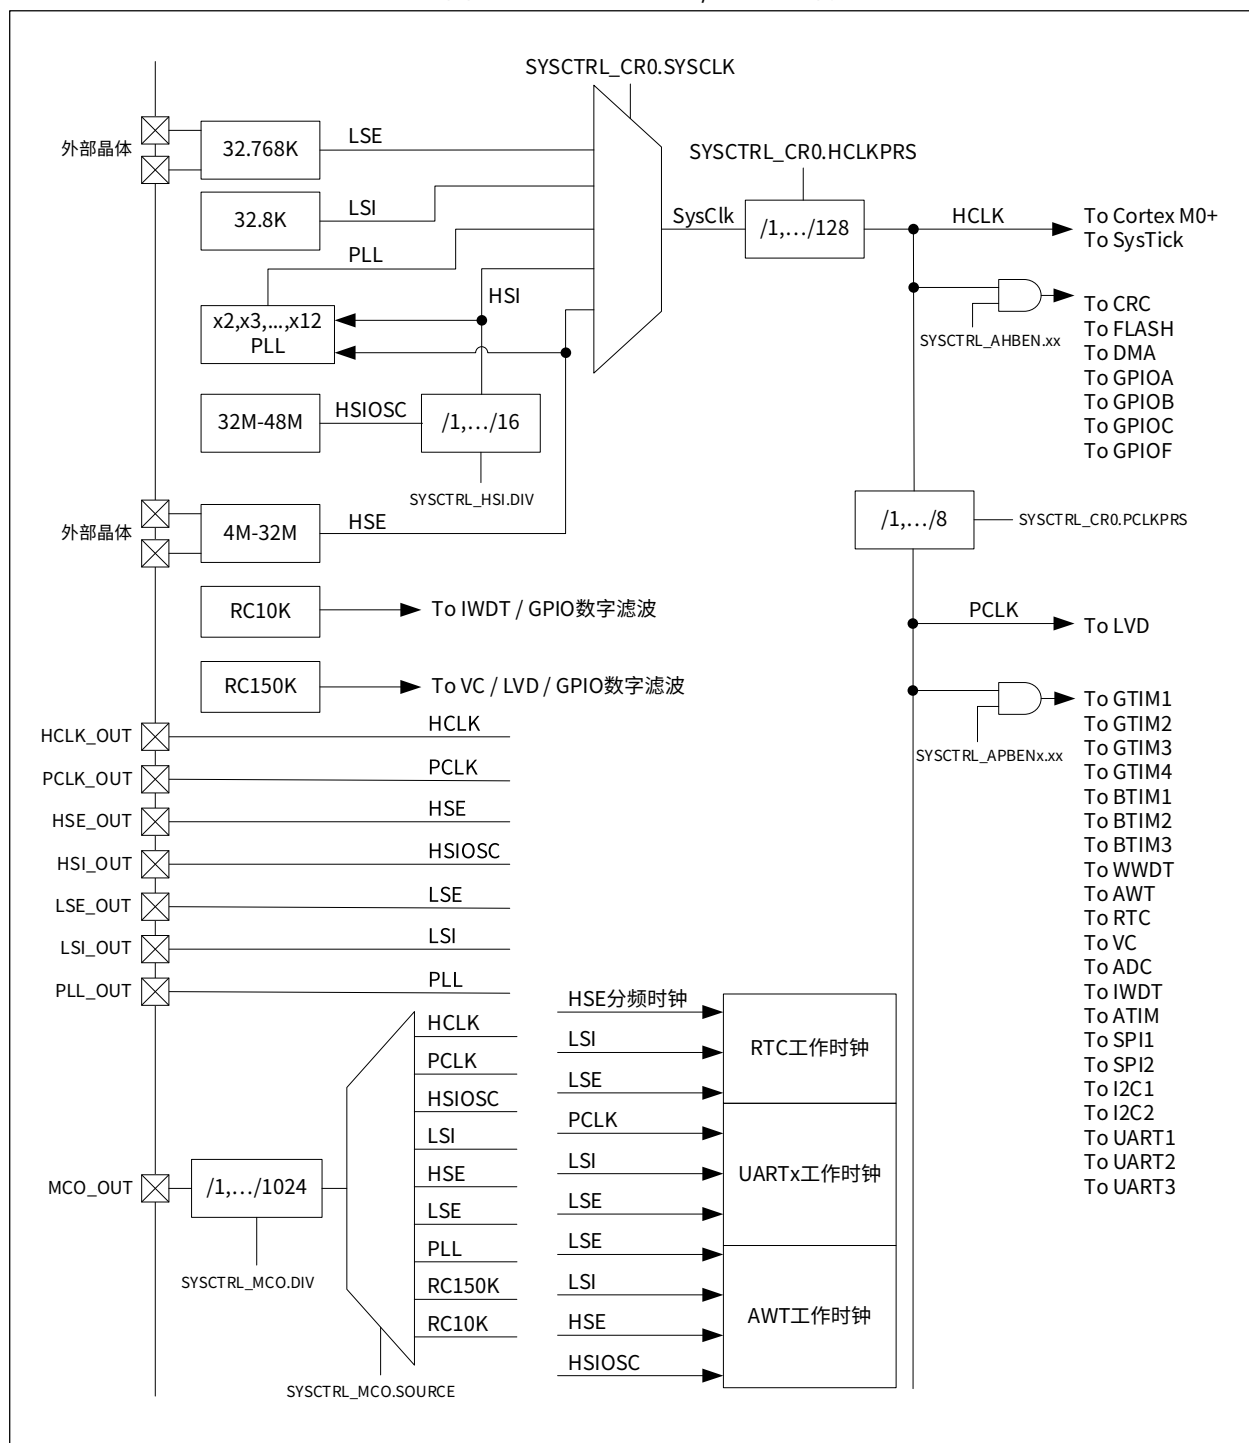 SYSCTRL_CR0.SYSCLK
外部晶体
32.768K
LSE
SYSCTRL_CR0.HCLKPRS
32.8K
LSI
SysClk
/1,.../128
HCLK
To Cortex M0+
To SysTick
PLL
HSI
x2,x3,...,x12
PLL
SYSCTRL_AHBEN.xx
To CRC
To FLASH
To DMA
To GPIOA
To GPIOB
To GPIOC
To GPIOF
32M-48M
HSIOSC
/1,.../16
SYSCTRL_HSI.DIV
外部晶体
4M-32M
HSE
/1,.../8
SYSCTRL_CR0.PCLKPRS
RC10K
To IWDT / GPIO数字滤波
PCLK
To LVD
RC150K
To VC / LVD / GPIO数字滤波
SYSCTRL_APBENx.xx
To GTIM1
To GTIM2
To GTIM3
To GTIM4
To BTIM1
To BTIM2
To BTIM3
To WWDT
To AWT
To RTC
To VC
To ADC
To IWDT
To ATIM
To SPI1
To SPI2
To I2C1
To I2C2
To UART1
To UART2
To UART3
HCLK_OUT
HCLK
PCLK_OUT
PCLK
HSE_OUT
HSE
HSI_OUT
HSIOSC
LSE_OUT
LSE
LSI_OUT
LSI
PLL_OUT
PLL
MCO_OUT
/1,.../1024
SYSCTRL_MCO.DIV
HCLK
PCLK
HSIOSC
LSI
HSE
LSE
PLL
RC150K
RC10K
SYSCTRL_MCO.SOURCE
HSE分频时钟
LSI
LSE
RTC工作时钟
PCLK
LSI
LSE
UARTx工作时钟
LSE
LSI
HSE
HSIOSC
AWT工作时钟